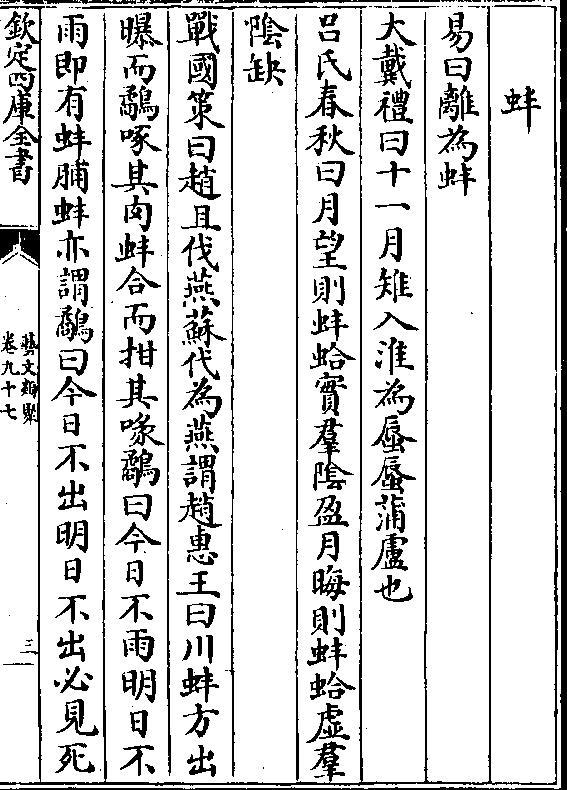 蚌
易曰離為蚌
大戴禮曰十一月雉入淮為蜃蜃蒲盧也
吕氏春秋曰月望則蚌蛤實羣陰盈月晦則蚌蛤虛羣
陰缺
戰國策曰趙且伐燕蘇代為燕謂趙惠王曰川蚌方出
曝而鷸啄其肉蚌合而拑其喙鷸曰今日不雨明日不
雨即有蚌脯蚌亦謂鷸曰今日不出明日不出必見死
欽定四庫全書
藝文類聚
卷九十七
三